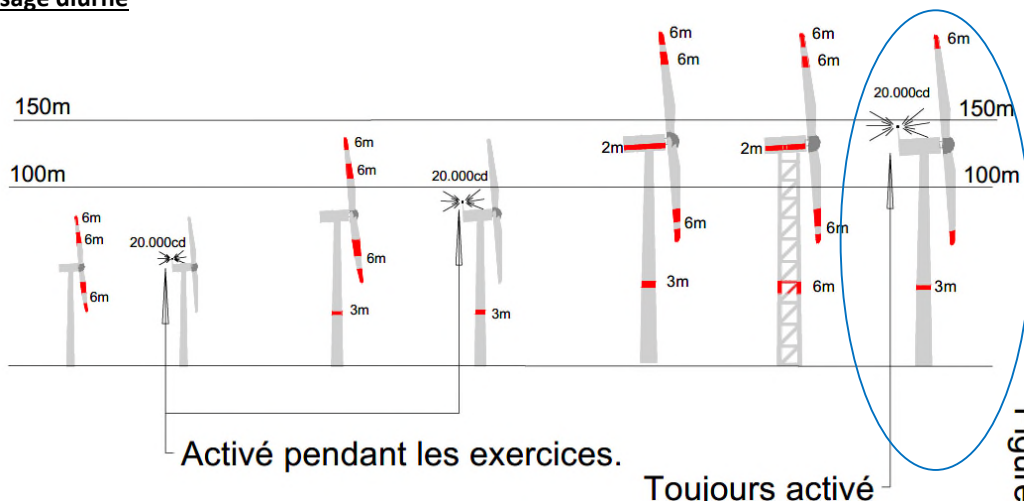 sage diurne
6m
6m
6m
6m
20.000cd
150m
150m
2m
2m
6m
100m
20.000cd
100m
6m
6m
6m
6m
20.000cd
6m
6m
6m
6m
3m
6m
3m
3m
3m
Activé pendant les exercices.
Toujours activé
Figure